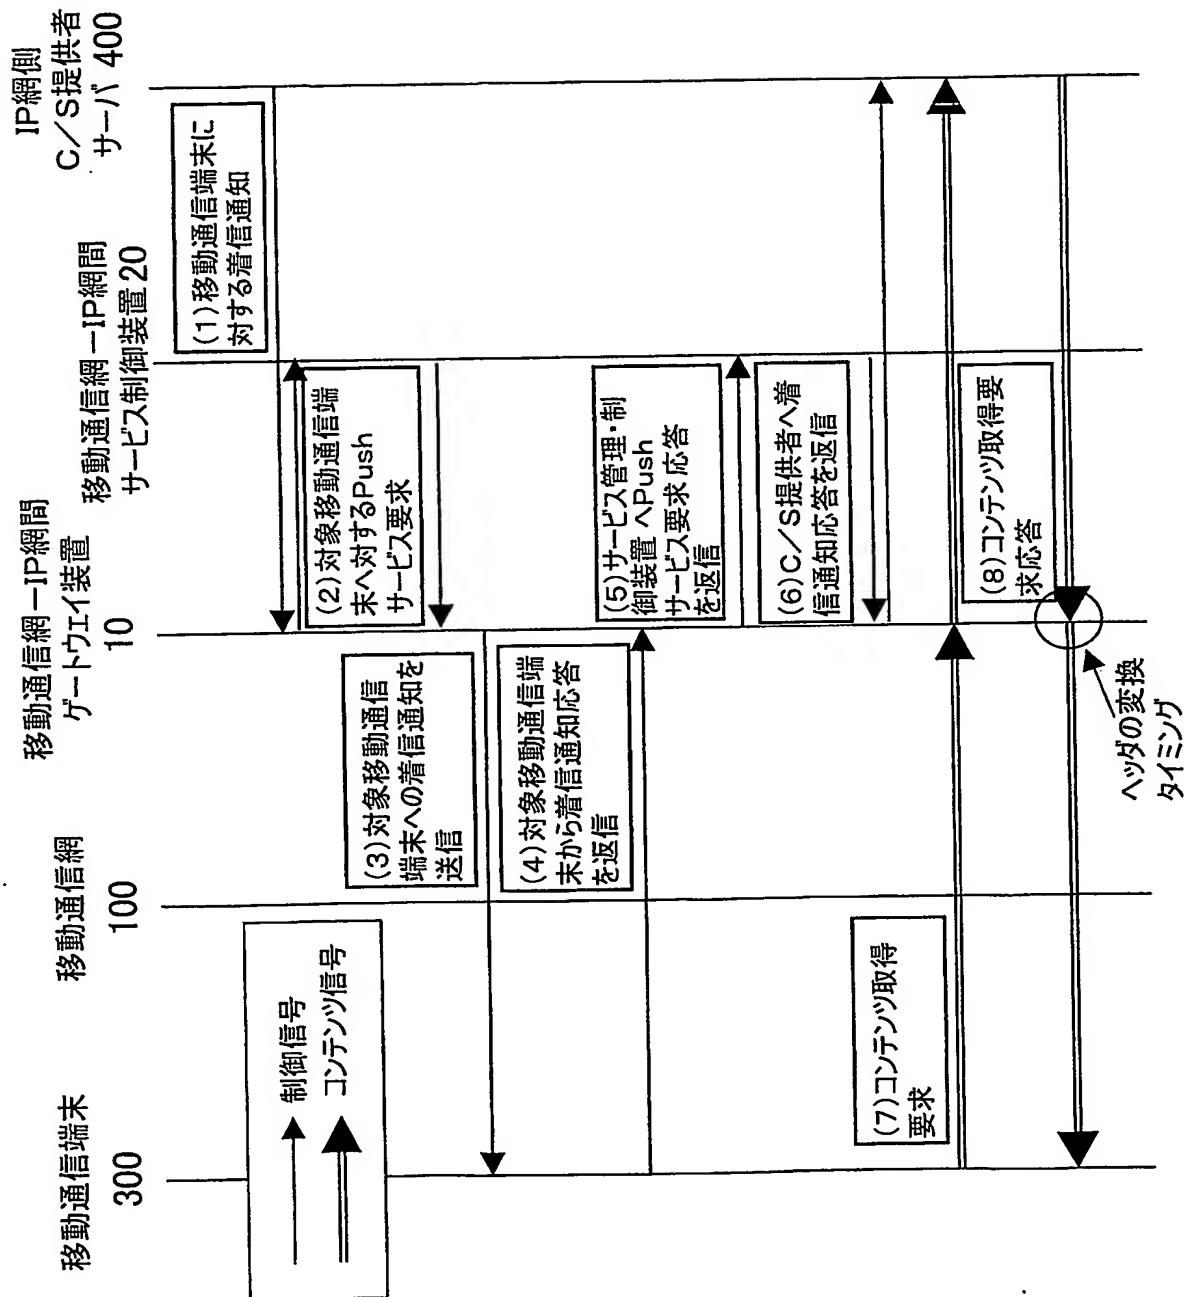 移動通信端末
300
移動通信網
100
移動通信網ーIP網間
ゲートウェイ装置
10
移動通信網ーIP網間
サービス制御装置20
IP網側
C/S提供者
サーバ 400
制御信号
コンテンツ信号
(1)移動通信端末に
対する着信通知
(2)対象移動通信端
末へ対するPush
サービス要求
(3)対象移動通信
端末への着信通知を
送信
(4)対象移動通信端
末から着信通知応答
を返信
(5)サービス管理・制
御装置 へPush
サービス要求 応答
を返信
(6)C/S提供者へ着
信通知応答を返信
(7)コンテンツ取得
要求
(8)コンテンツ取得要
求応答
ヘッダの変換
タイミング